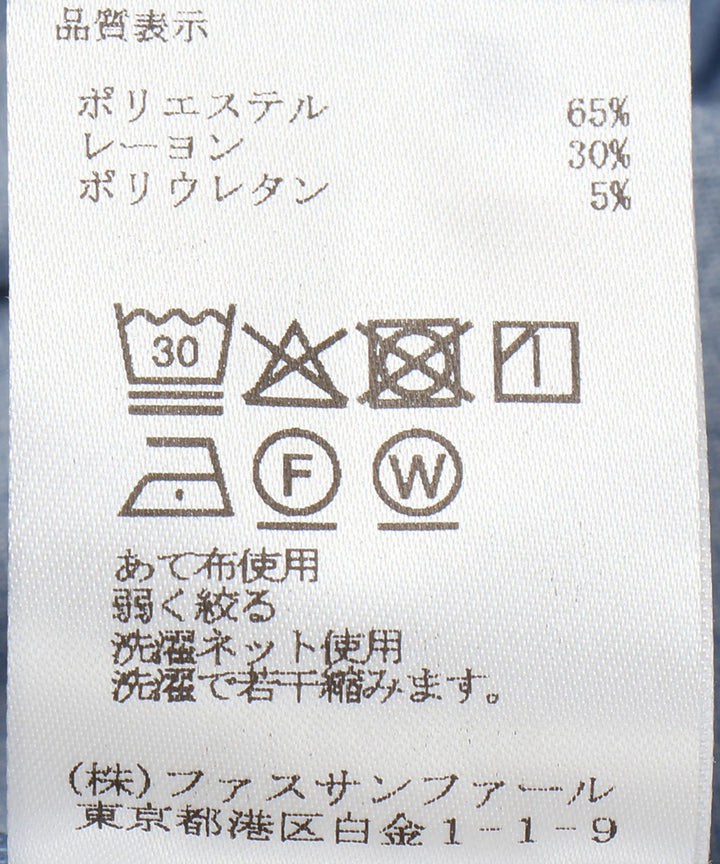 品質表示
ポリエステル 65%
レーヨン 30%
ポリウレタン 5%
30
F W
あて布使用
弱く絞る
洗濯ネット使用
洗濯で若干縮みます。
(株)ファスサンファール
東京都港区白金1-1-9